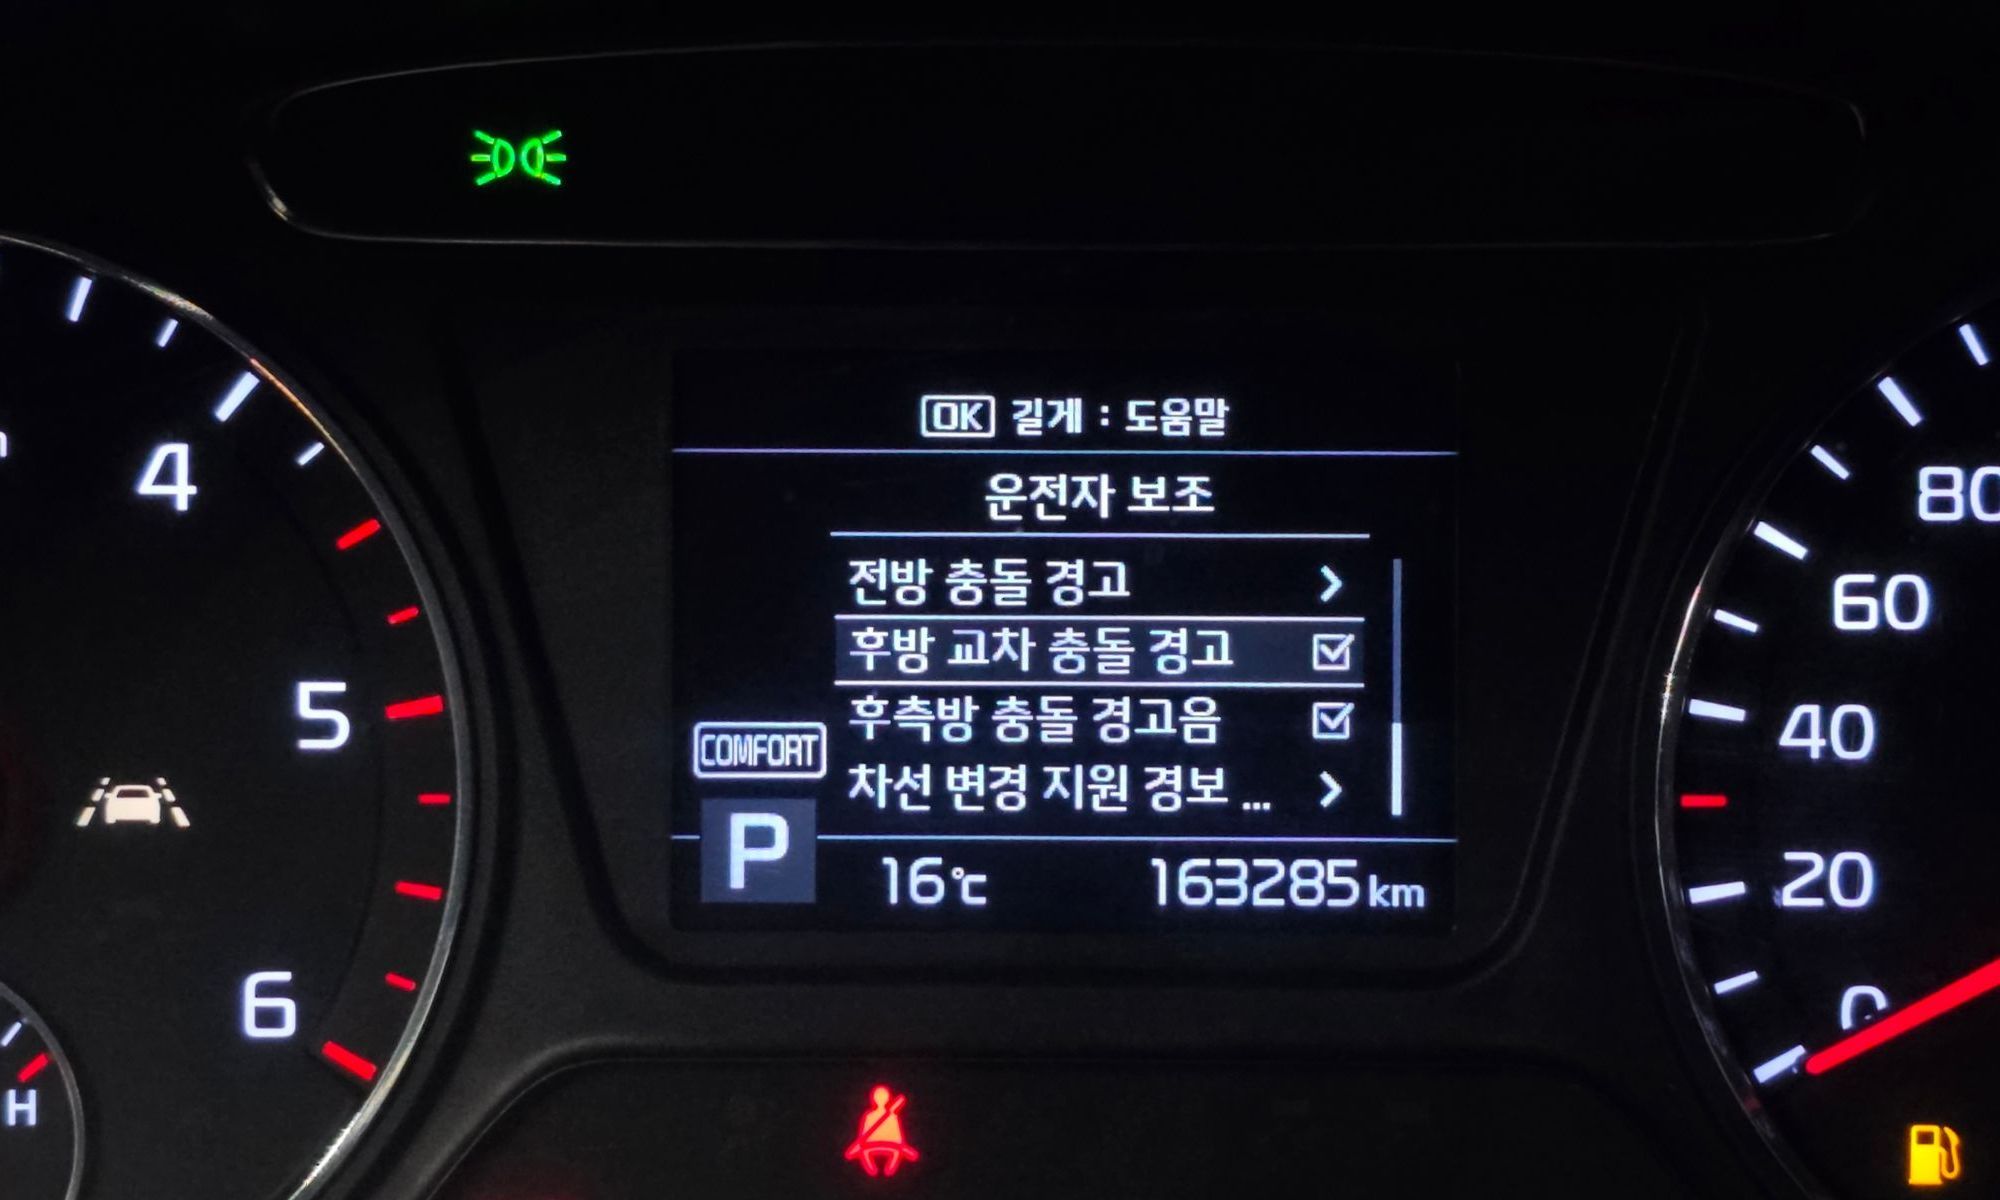 OK 길게 : 도움말
운전자 보조
전방 충돌 경고
후방 교차 충돌 경고
후측방 충돌 경고음
차선 변경 지원 경보 ...
COMFORT
P
16℃ 163285 km
4
5
6
H
80
60
40
20
0